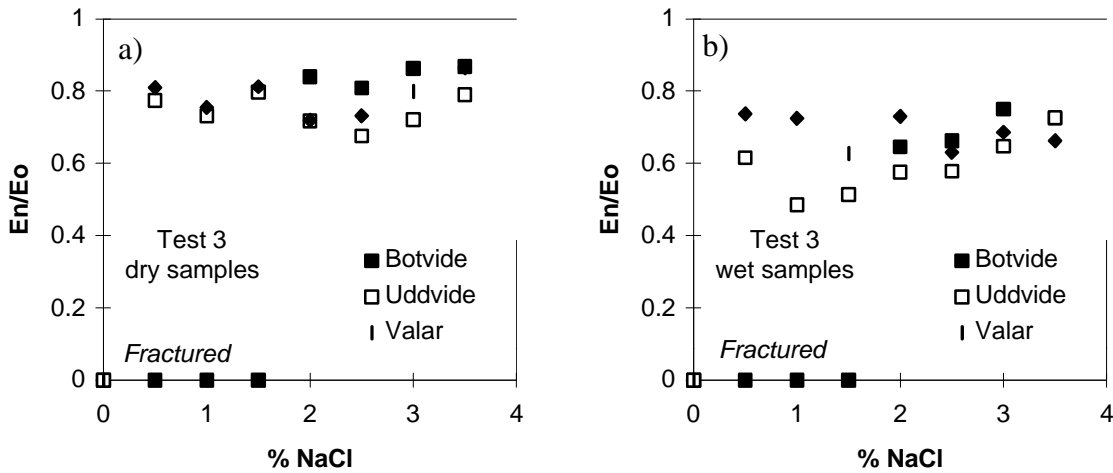 a)
1
0.8
0.6
0.4
0.2
0
En/Eo
Test 3
dry samples
Botvide
Uddvide
Valar
Fractured
0 1 2 3 4
% NaCl
b)
1
0.8
0.6
0.4
0.2
0
En/Eo
Test 3
wet samples
Botvide
Uddvide
Valar
Fractured
0 1 2 3 4
% NaCl